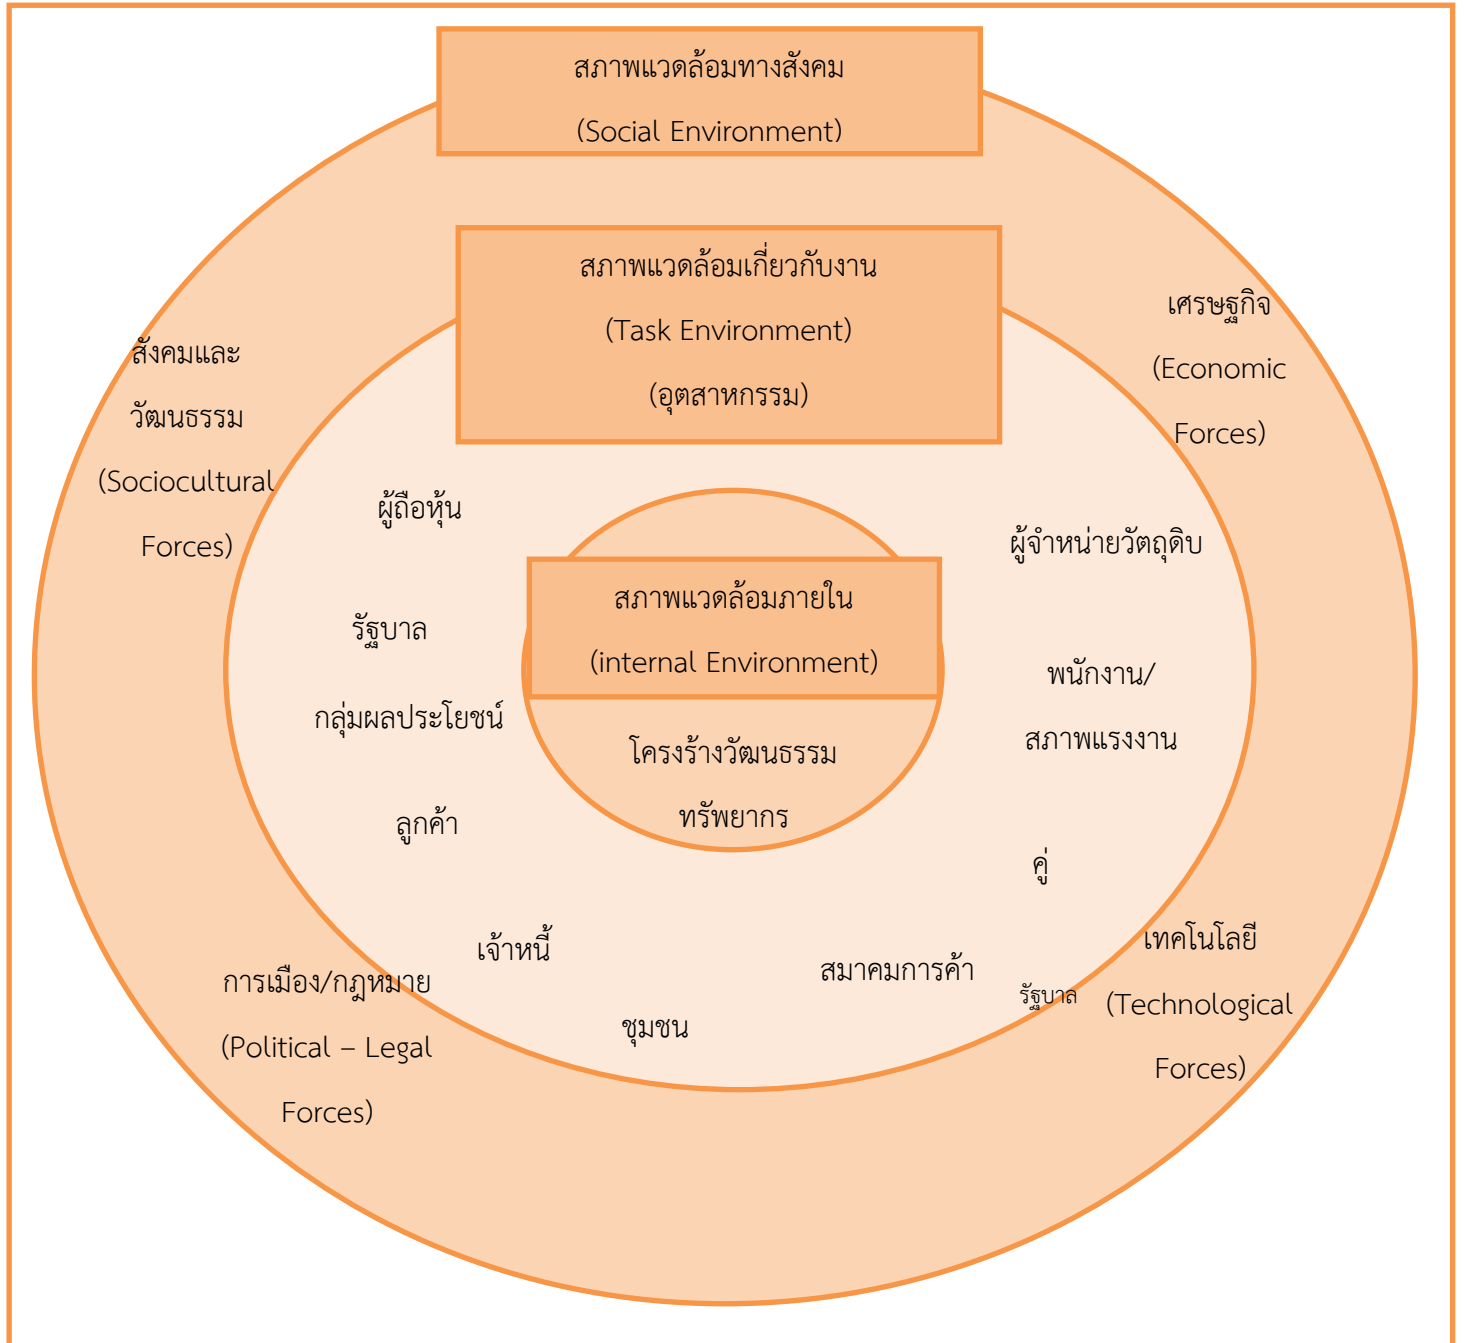 สภาพแวดล้อมทางสังคม
(Social Environment)
สภาพแวดล้อมเกี่ยวกับงาน
(Task Environment)
(อุตสาหกรรม)
เศรษฐกิจ
(Economic
Forces)
สังคมและ
วัฒนธรรม
(Sociocultural
Forces)
ผู้ถือหุ้น
ผู้จำหน่ายวัตถุดิบ
สภาพแวดล้อมภายใน
(internal Environment)
รัฐบาล
พนักงาน/
สภาพแรงงาน
กลุ่มผลประโยชน์
โครงร้างวัฒนธรรม
ทรัพยากร
ลูกค้า
คู่
เจ้าหนี้
สมาคมการค้า
รัฐบาล
ชุมชน
การเมือง/กฎหมาย
(Political – Legal
Forces)
เทคโนโลยี
(Technological
Forces)